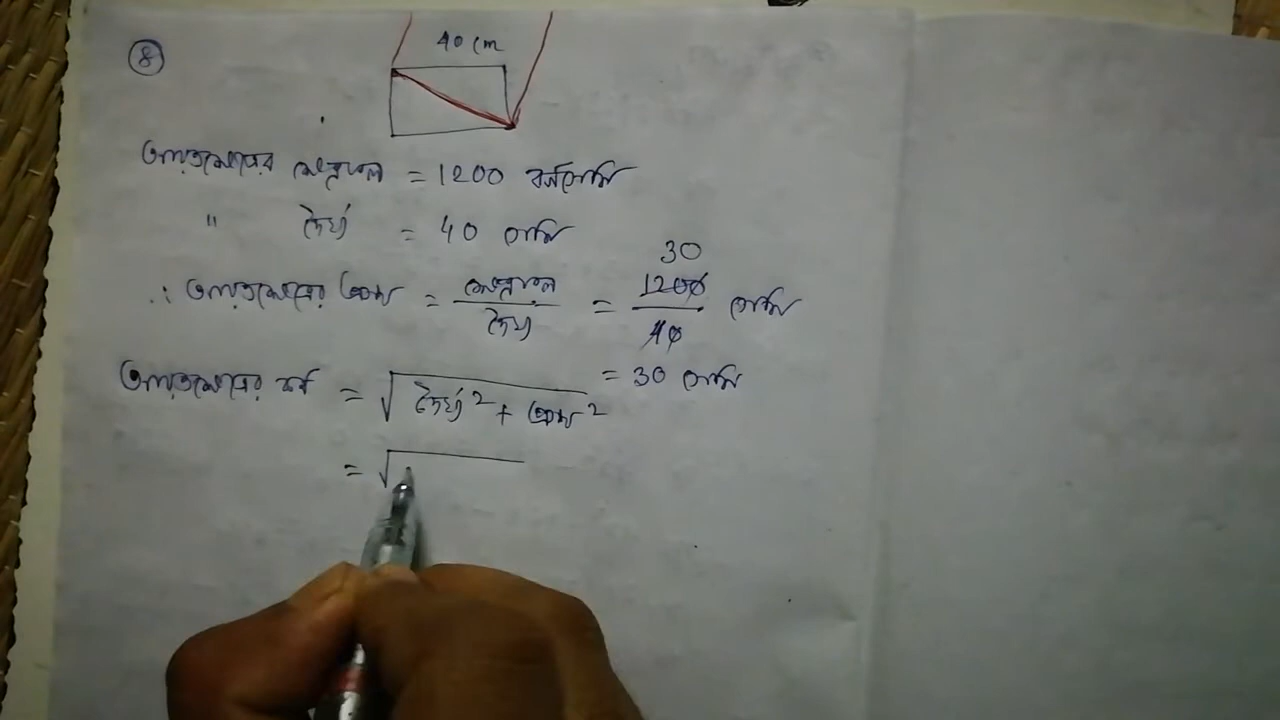 8
40 cm
আয়তক্ষেত্রের ক্ষেত্রফল = 1200 বর্গসেমি
" দৈর্ঘ্য = 40 সেমি
∴ আয়তক্ষেত্রের প্রস্থ = ক্ষেত্রফল / দৈর্ঘ্য = 1200 / 40 সেমি 30
= 30 সেমি
আয়তক্ষেত্রের কর্ণ = √ দৈর্ঘ্য² + প্রস্থ²
= √